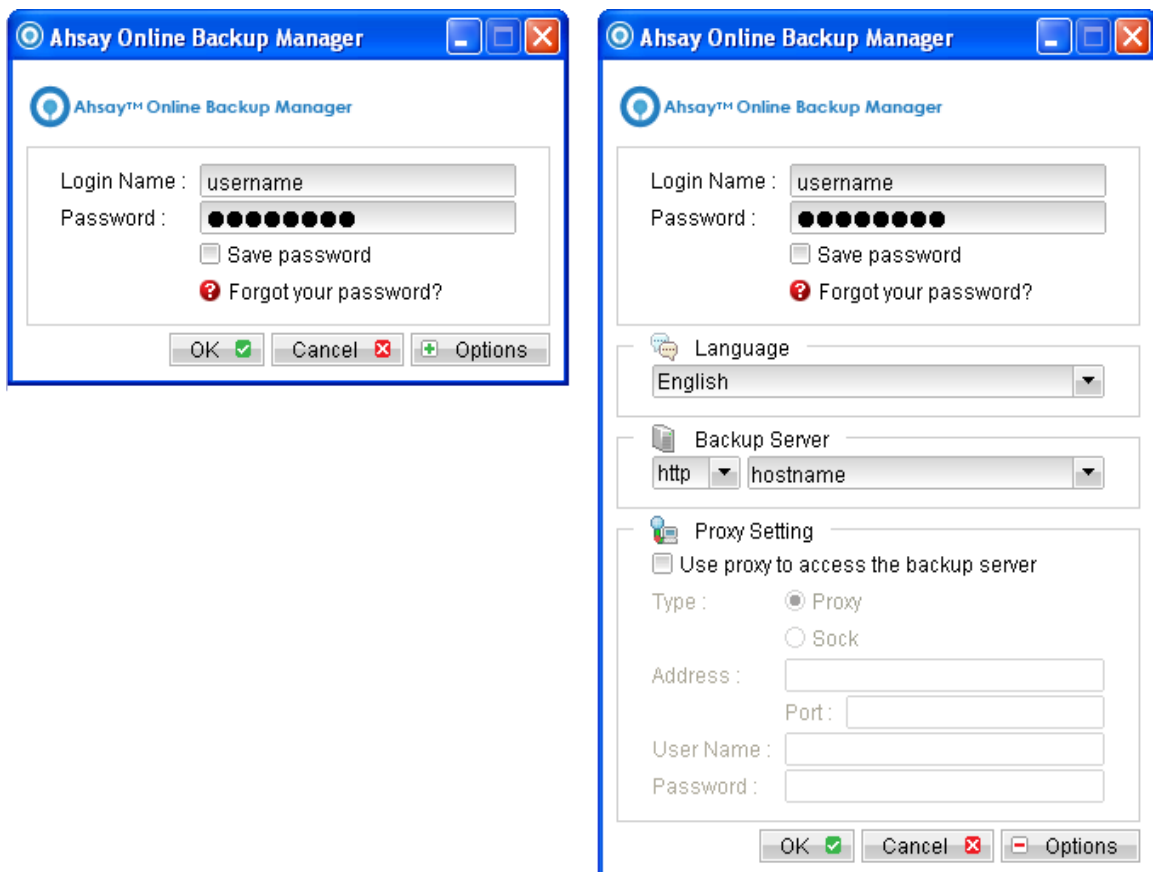 Ahsay Online Backup Manager
Ahsay™ Online Backup Manager
Login Name : username
Password : ●●●●●●●●
Save password
Forgot your password?
OK Cancel Options
Ahsay Online Backup Manager
Ahsay™ Online Backup Manager
Login Name : username
Password : ●●●●●●●●
Save password
Forgot your password?
Language
English
Backup Server
http hostname
Proxy Setting
Use proxy to access the backup server
Type : Proxy
Sock
Address :
Port :
User Name :
Password :
OK Cancel Options